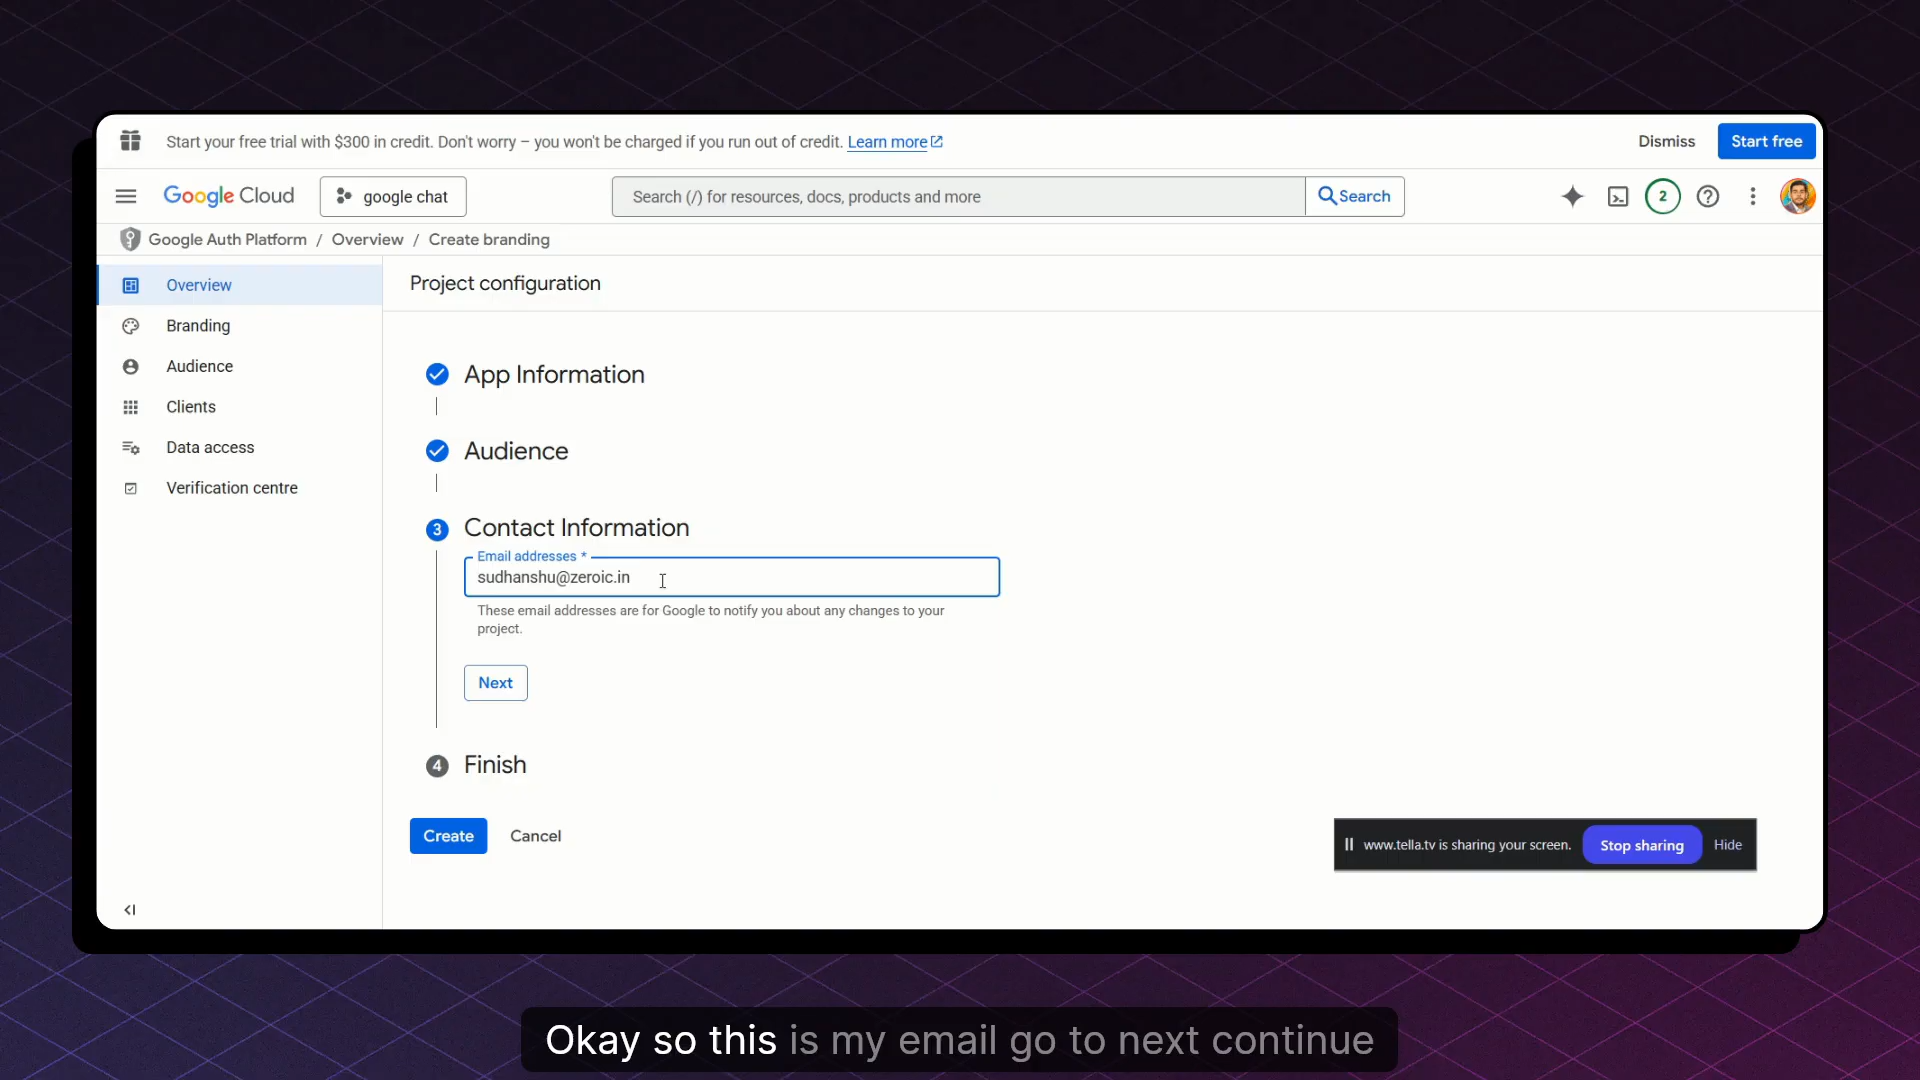 Start your free trial with $300 in credit. Don't worry – you won't be charged if you run out of credit. Learn more
Dismiss
Start free
Google Cloud
google chat
Search (/) for resources, docs, products and more
Search
2
Google Auth Platform / Overview / Create branding
Overview
Branding
Audience
Clients
Data access
Verification centre
Project configuration
App Information
Audience
3 Contact Information
Email addresses *
sudhanshu@zeroic.in
These email addresses are for Google to notify you about any changes to your
project.
Next
4 Finish
Create
Cancel
www.tella.tv is sharing your screen.
Stop sharing
Hide
Okay so this is my email go to next continue